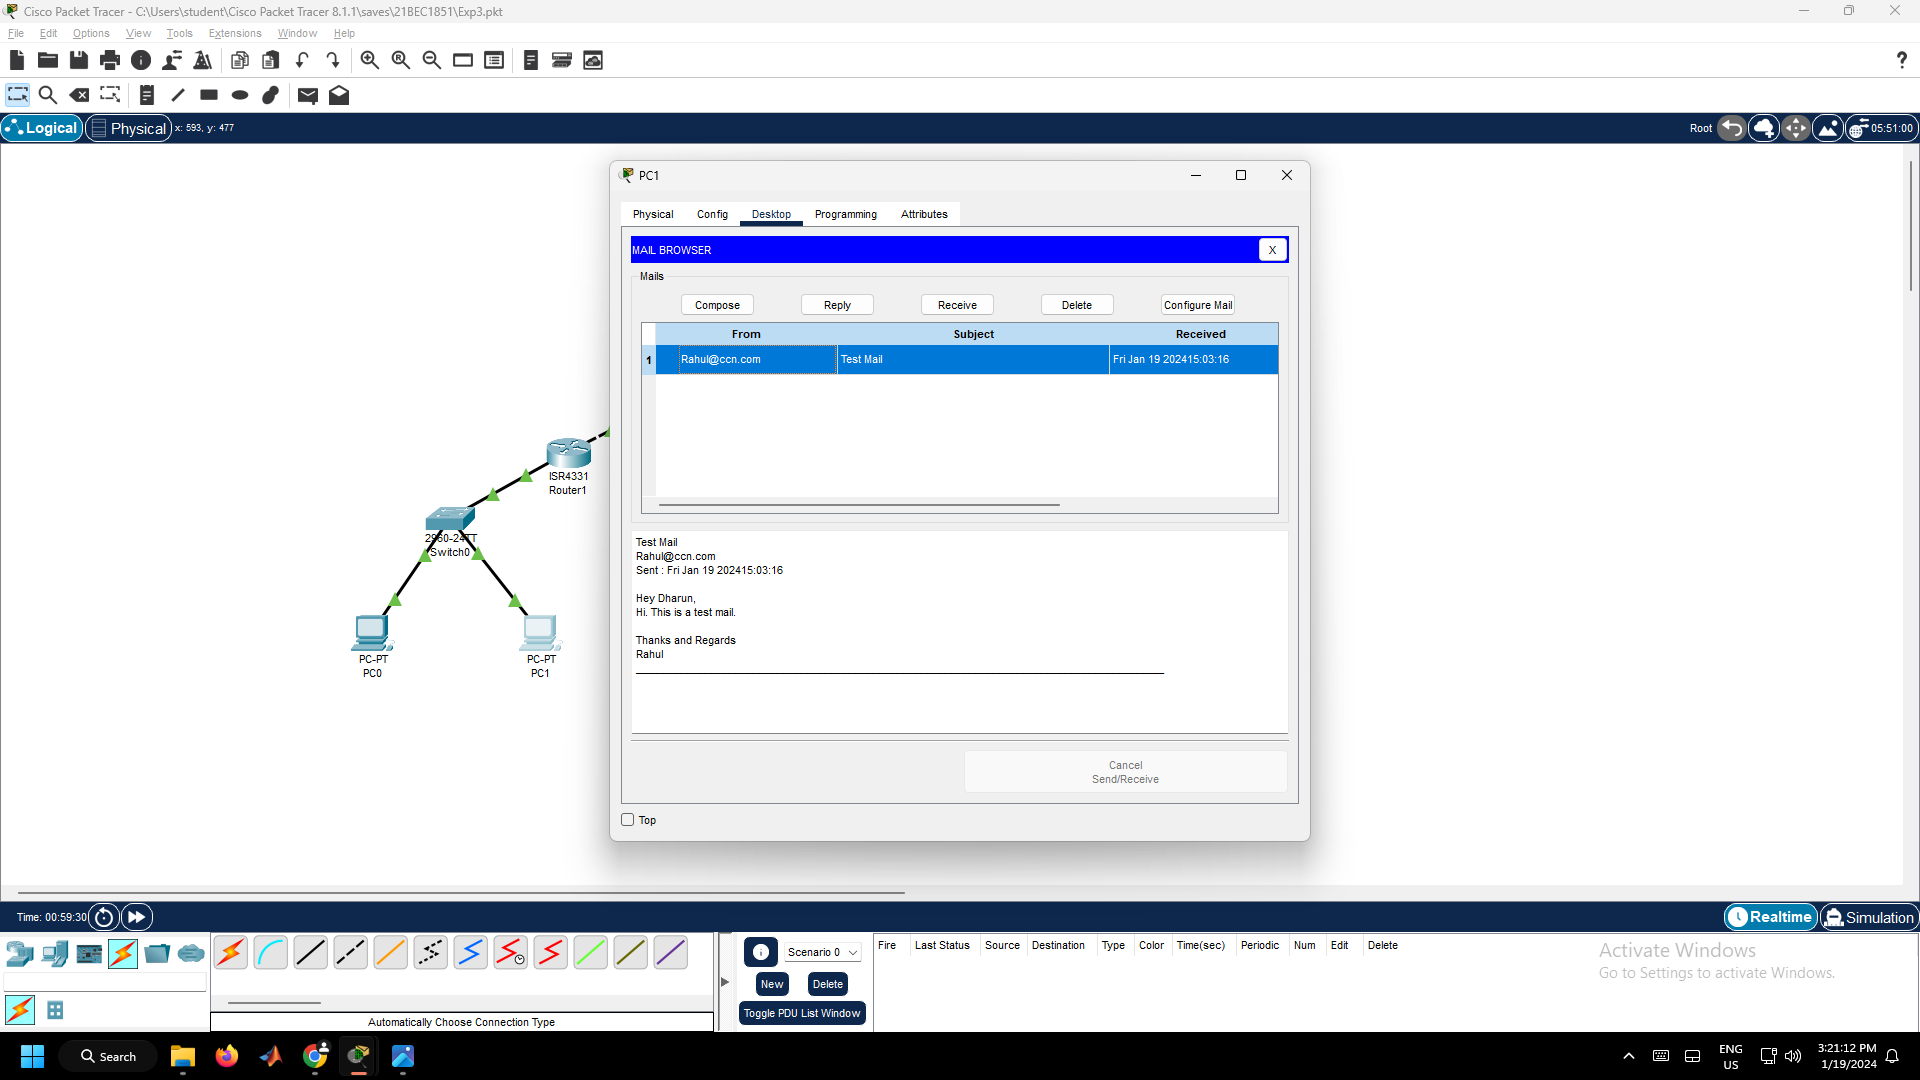 Cisco Packet Tracer - C:\Users\student\Cisco Packet Tracer 8.1.1\saves\21BEC1851\Exp3.pkt
File Edit Options View Tools Extensions Window Help
?
Logical Physical x: 593, y: 477 Root 05:51:00
PC1
Physical Config Desktop Programming Attributes
MAIL BROWSER X
Mails
Compose Reply Receive Delete Configure Mail
From Subject Received
1 Rahul@ccn.com Test Mail Fri Jan 19 202415:03:16
Test Mail
Rahul@ccn.com
Sent : Fri Jan 19 202415:03:16
Hey Dharun,
Hi. This is a test mail.
Thanks and Regards
Rahul
Cancel
Send/Receive
Top
ISR4331
Router1
2960-24TT
Switch0
PC-PT
PC0
PC-PT
PC1
Time: 00:59:30 Realtime Simulation
Scenario 0
New Delete
Toggle PDU List Window
Fire Last Status Source Destination Type Color Time(sec) Periodic Num Edit Delete
Automatically Choose Connection Type
Activate Windows
Go to Settings to activate Windows.
Search
ENG
US
3:21:12 PM
1/19/2024